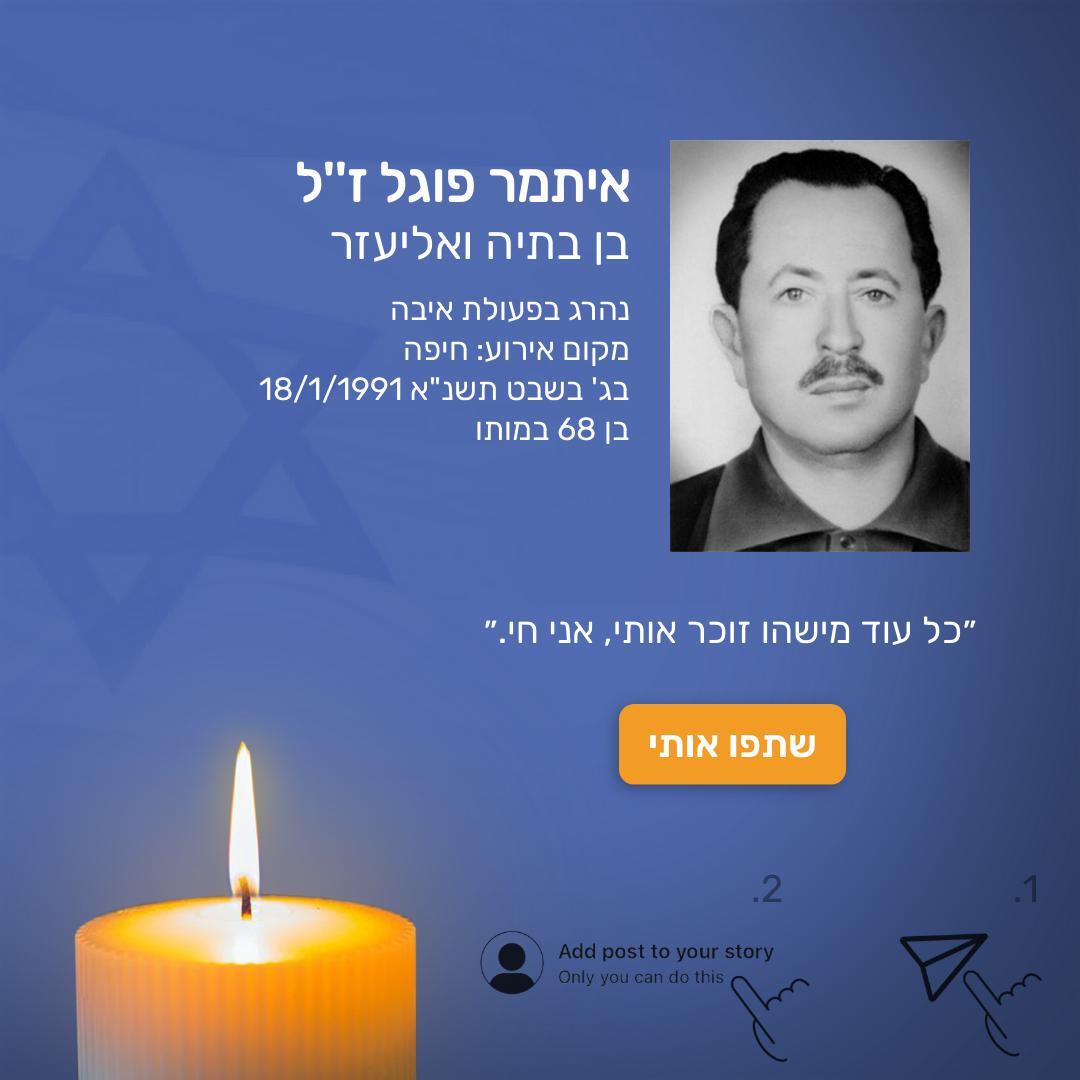 איתמר פוגל ז"ל
בן בתיה ואליעזר
נהרג בפעולת איבה
מקום אירוע: חיפה
בג' בשבט תשנ"א 18/1/1991
בן 68 במותו
״כל עוד מישהו זוכר אותי, אני חי.״
שתפו אותי
1.
2.
Add post to your story
Only you can do this